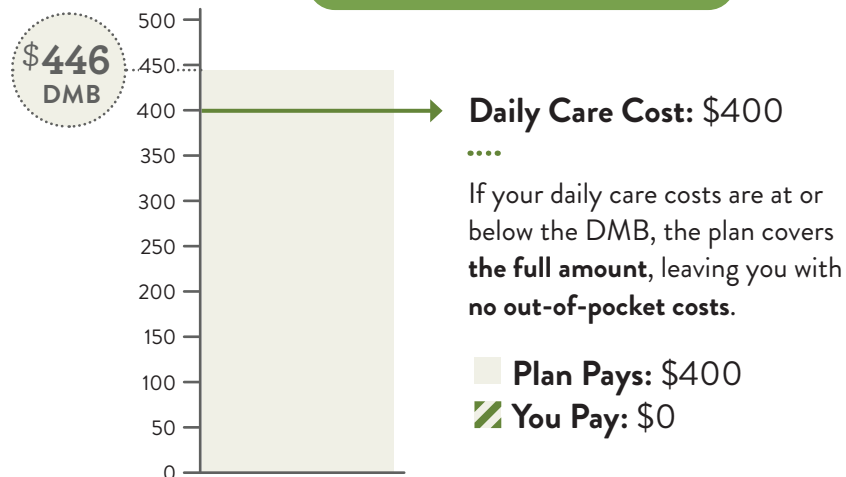 500
$446
DMB
450
400
350
300
250
200
150
100
50
0
Daily Care Cost: $400
If your daily care costs are at or
below the DMB, the plan covers
the full amount, leaving you with
no out-of-pocket costs.
Plan Pays: $400
You Pay: $0